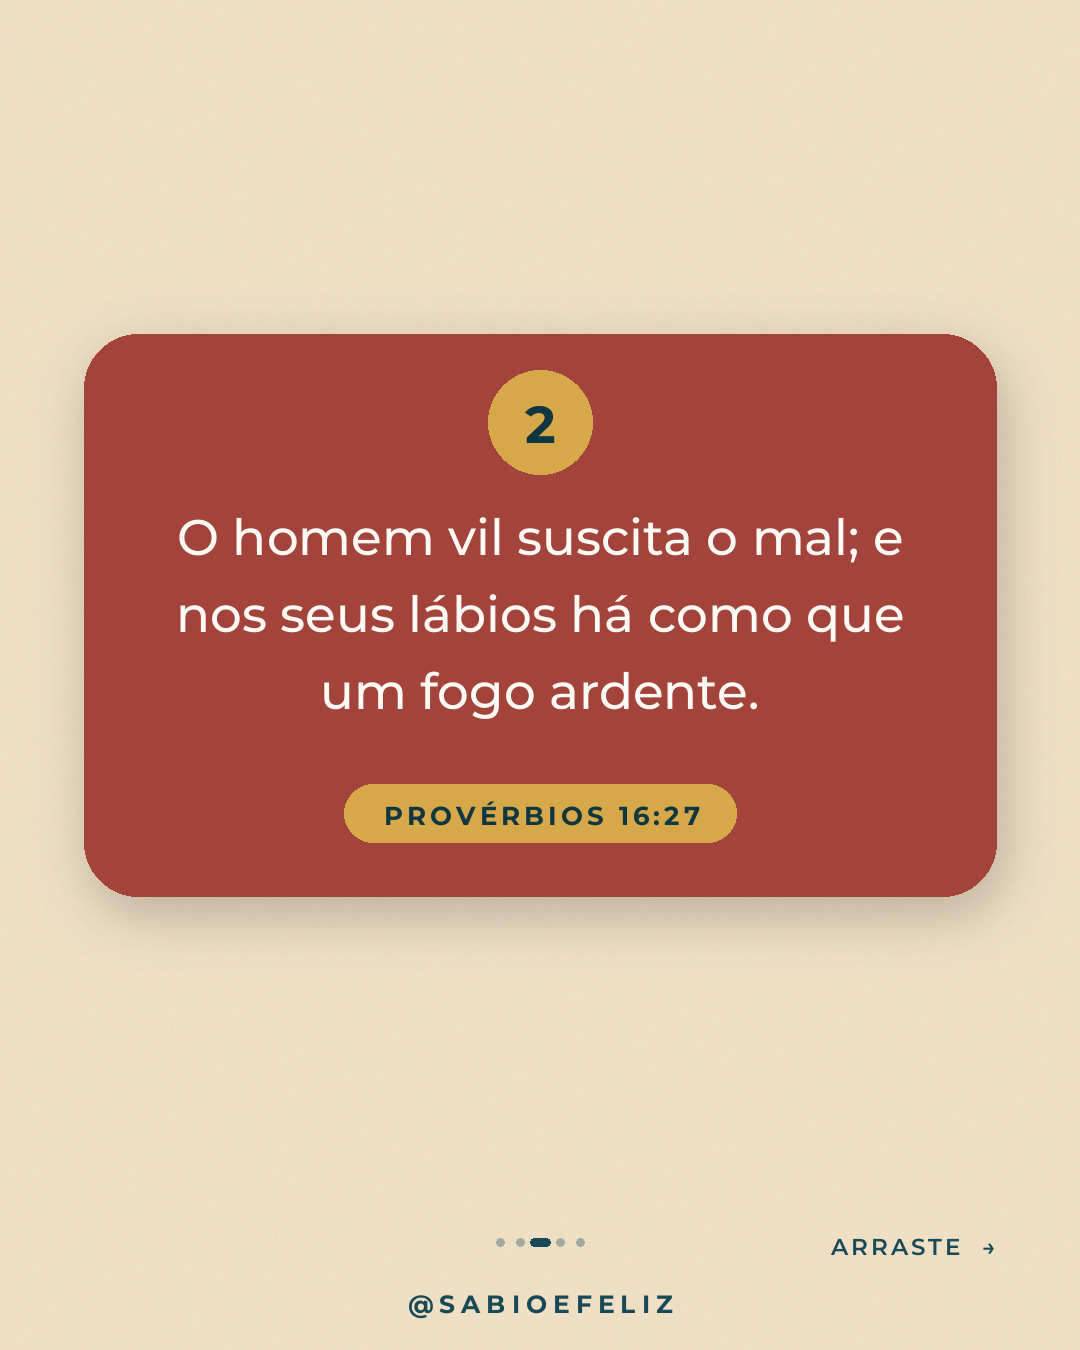 2
O homem vil suscita o mal; e
nos seus lábios há como que
um fogo ardente.
PROVÉRBIOS 16:27
ARRASTE →
@SABIOEFELIZ